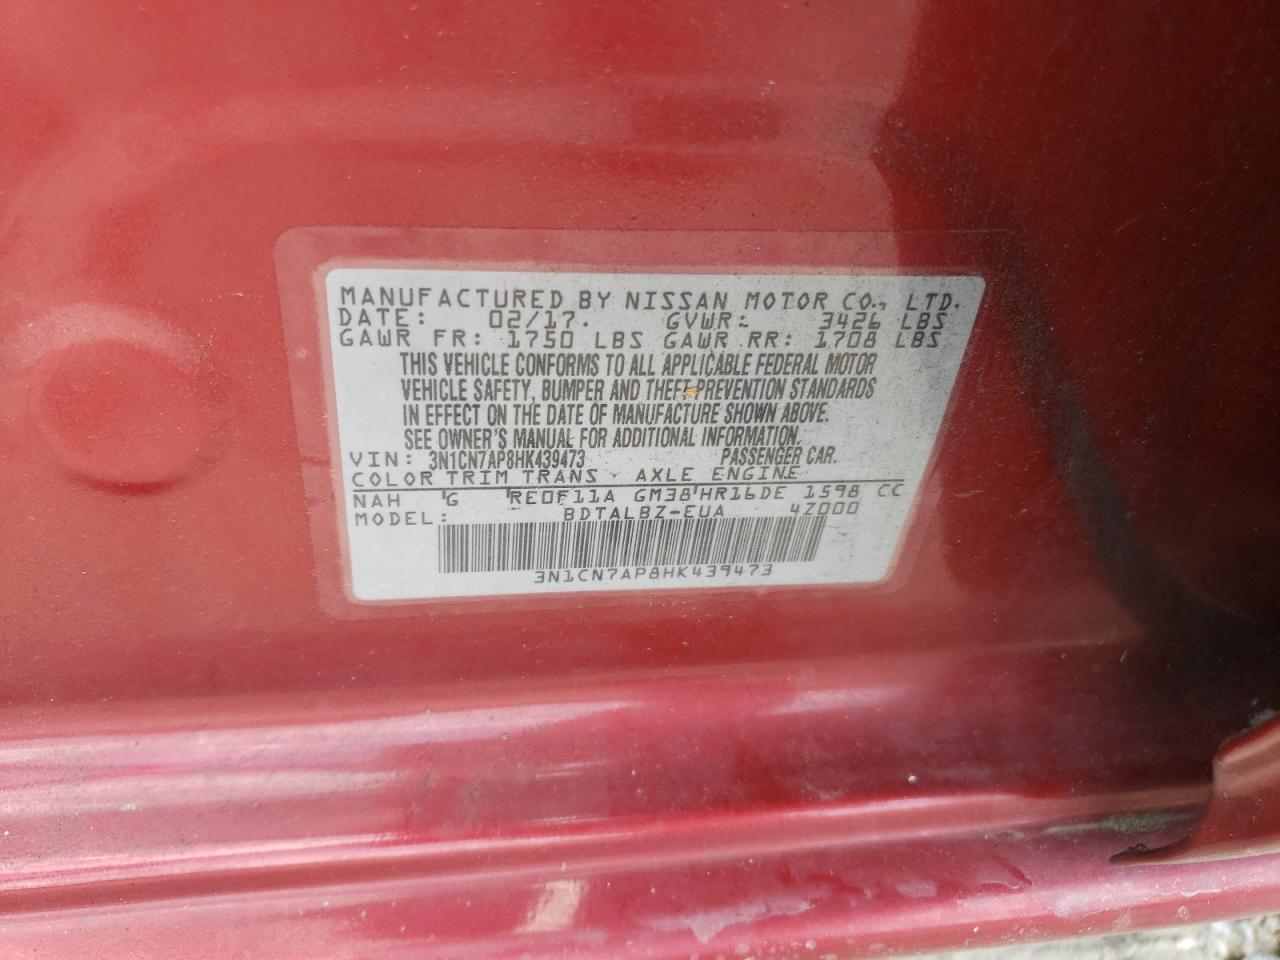 MANUFACTURED BY NISSAN MOTOR CO., LTD.
DATE: 02/17. GVWR: 3426 LBS
GAWR FR: 1750 LBS GAWR RR: 1708 LBS
THIS VEHICLE CONFORMS TO ALL APPLICABLE FEDERAL MOTOR
VEHICLE SAFETY, BUMPER AND THEFT PREVENTION STANDARDS
IN EFFECT ON THE DATE OF MANUFACTURE SHOWN ABOVE.
SEE OWNER'S MANUAL FOR ADDITIONAL INFORMATION.
VIN: 3N1CN7AP8HK439473 PASSENGER CAR.
COLOR TRIM TRANS AXLE ENGINE
NAH G RE0F11A GM38 HR16DE 1598 CC
MODEL: BDTALBZ-EUA 4Z000
3N1CN7AP8HK439473